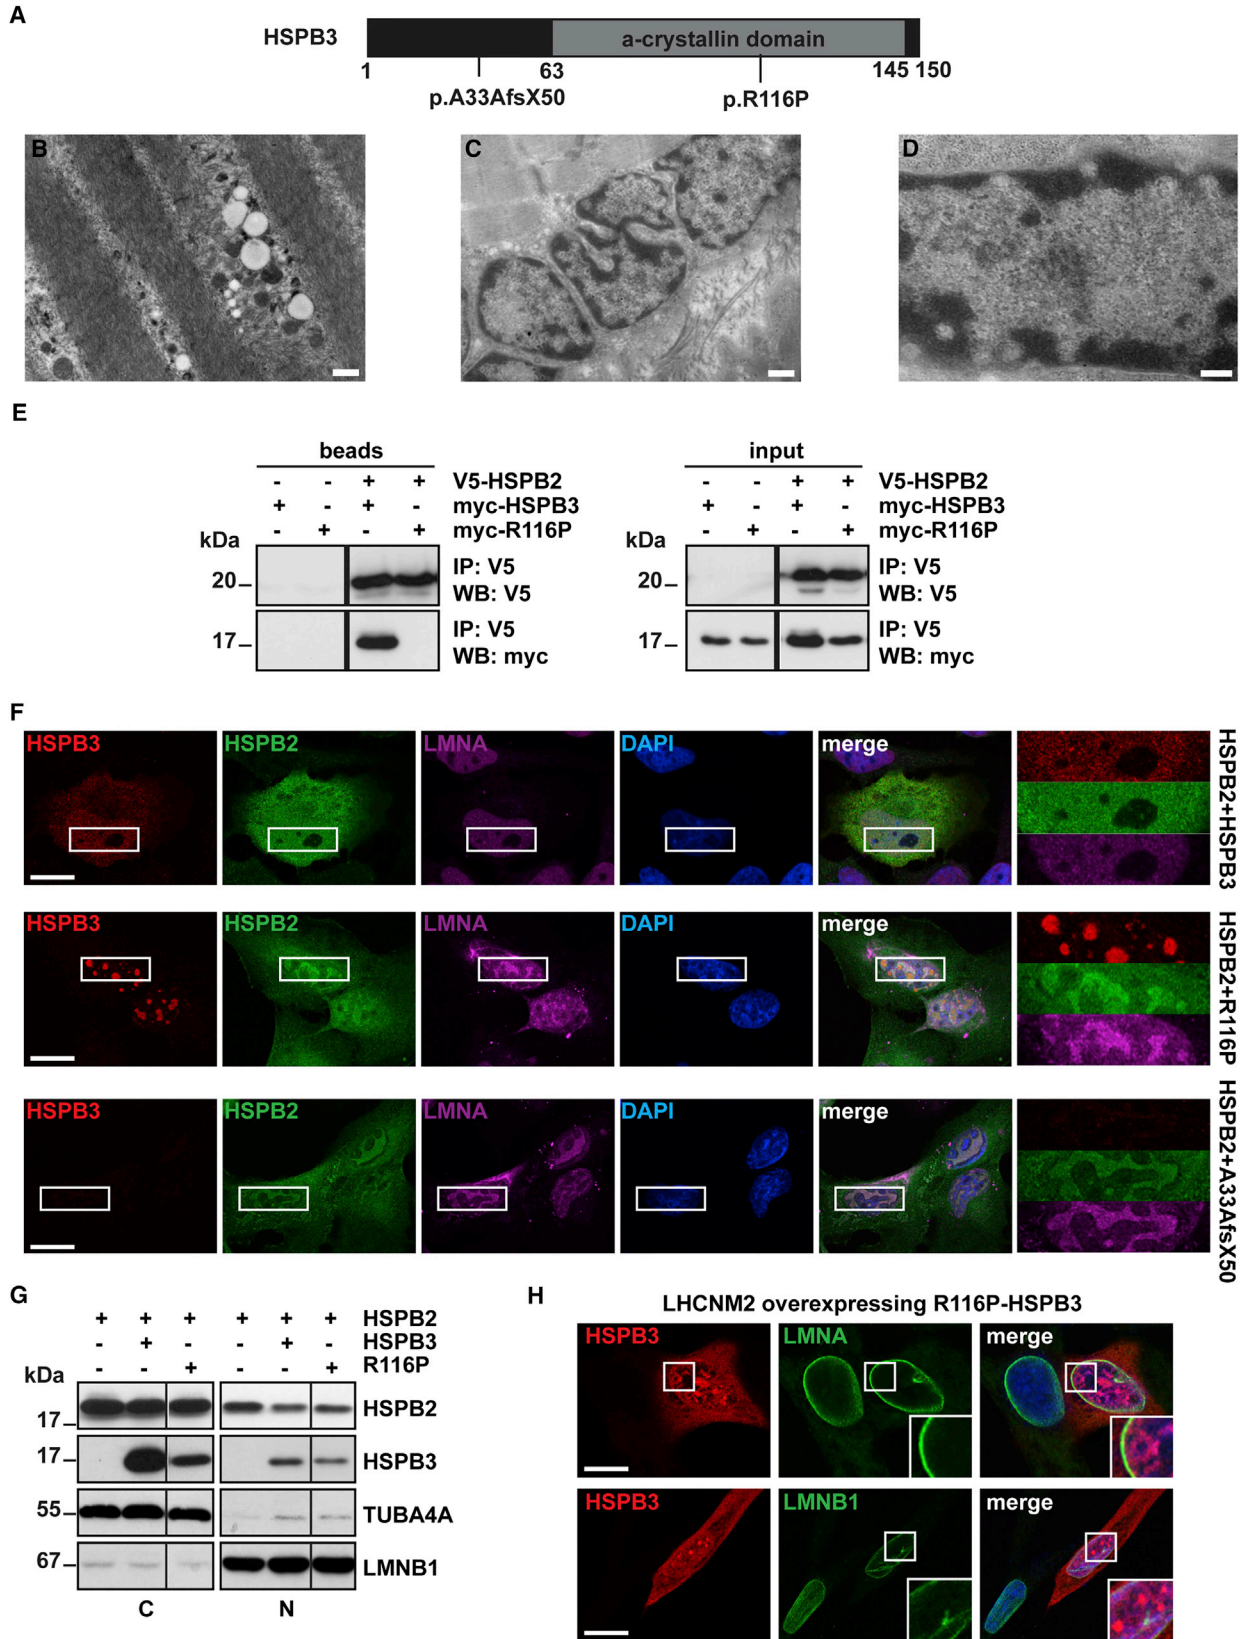 A
HSPB3
a-crystallin domain
1 63 145 150
p.A33AfsX50 p.R116P
B C D
E
beads
- - + + V5-HSPB2
+ - + - myc-HSPB3
- + - + myc-R116P
kDa
20 IP: V5
WB: V5
17 IP: V5
WB: myc
input
- - + + V5-HSPB2
+ - + - myc-HSPB3
- + - + myc-R116P
kDa
20 IP: V5
WB: V5
17 IP: V5
WB: myc
F
HSPB3 HSPB2 LMNA DAPI merge
HSPB2+HSPB3
HSPB3 HSPB2 LMNA DAPI merge
HSPB2+R116P
HSPB3 HSPB2 LMNA DAPI merge
HSPB2+A33AfsX50
G
+ + + + + + HSPB2
- + - - + - HSPB3
- - + - - + R116P
kDa
17 HSPB2
17 HSPB3
55 TUBA4A
67 LMNB1
C N
H
LHCNM2 overexpressing R116P-HSPB3
HSPB3 LMNA merge
HSPB3 LMNB1 merge